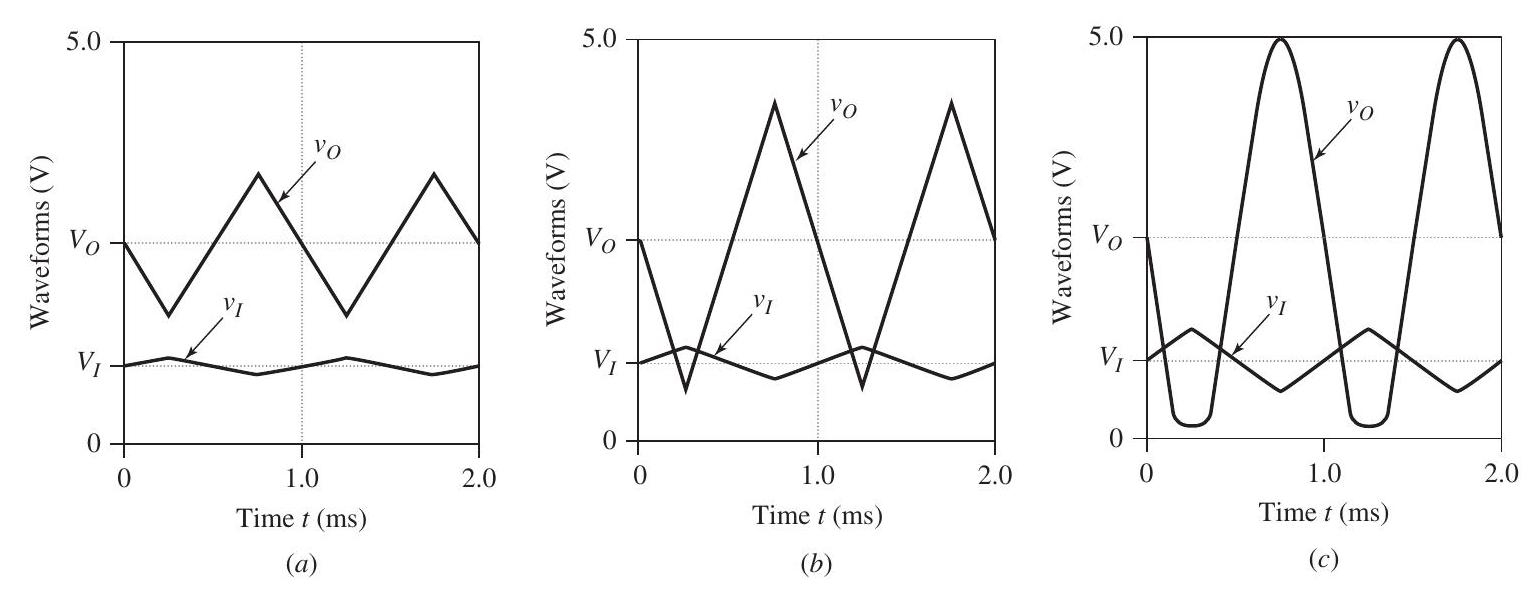 5.0
Waveforms (V)
v_O
V_O
v_I
V_I
0
0 1.0 2.0
Time t (ms)
(a)
5.0
Waveforms (V)
v_O
V_O
v_I
V_I
0
0 1.0 2.0
Time t (ms)
(b)
5.0
Waveforms (V)
v_O
V_O
v_I
V_I
0
0 1.0 2.0
Time t (ms)
(c)